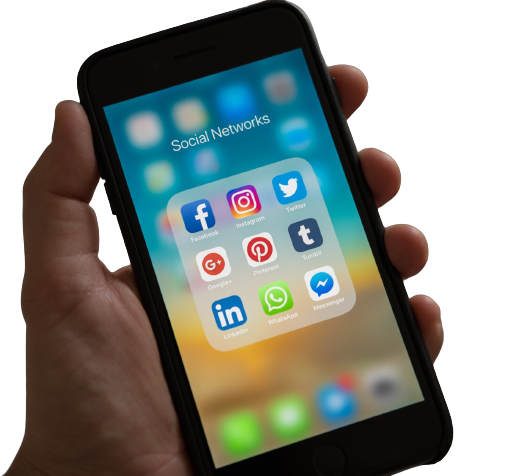 Social Networks
Facebook
Instagram
Twitter
Google+
Pinterest
Tumblr
LinkedIn
WhatsApp
Messenger